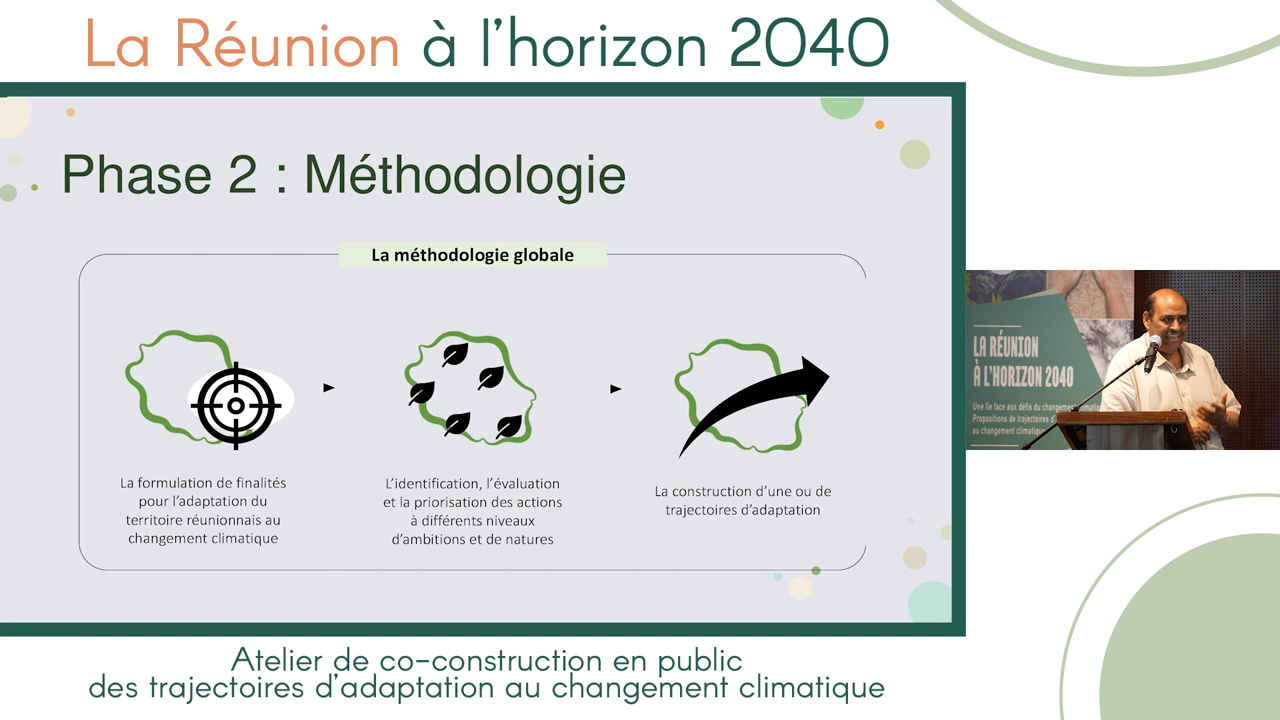 La Réunion à l'horizon 2040
Phase 2 : Méthodologie
La méthodologie globale
La formulation de finalités
pour l'adaptation du
territoire réunionnais au
changement climatique
L'identification, l'évaluation
et la priorisation des actions
à différents niveaux
d'ambitions et de natures
La construction d'une ou de
trajectoires d'adaptation
LA RÉUNION
À L'HORIZON 2040
Une île face aux défis du changement
Propositions de trajectoires
au changement climatique
Atelier de co-construction en public
des trajectoires d'adaptation au changement climatique